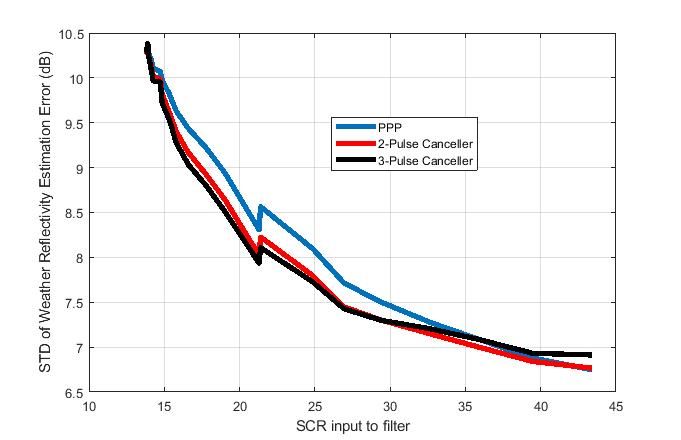 10.5
10
9.5
9
8.5
8
7.5
7
6.5
STD of Weather Reflectivity Estimation Error (dB)
PPP
2-Pulse Canceller
3-Pulse Canceller
10 15 20 25 30 35 40 45
SCR input to filter